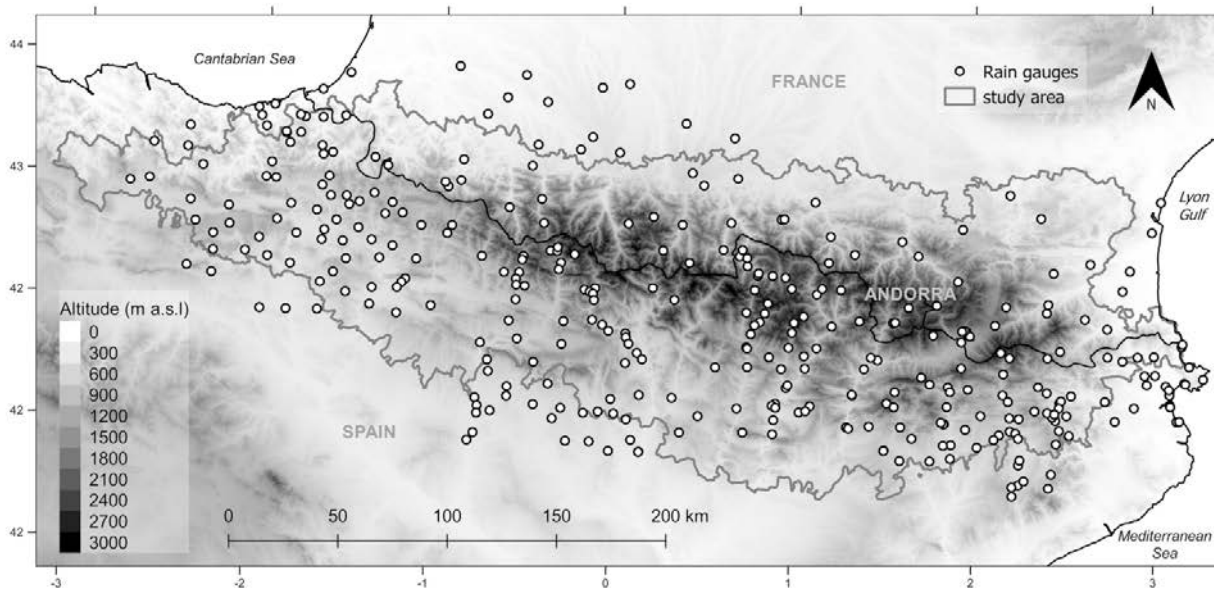 44
Cantabrian Sea
FRANCE
Rain gauges
study area
N
43
Lyon
Gulf
42
ANDORRA
Altitude (m a.s.l)
0
300
600
900
1200
1500
1800
2100
2400
2700
3000
42
SPAIN
0 50 100 150 200 km
42
Mediterranean
Sea
-3 -2 -1 0 1 2 3